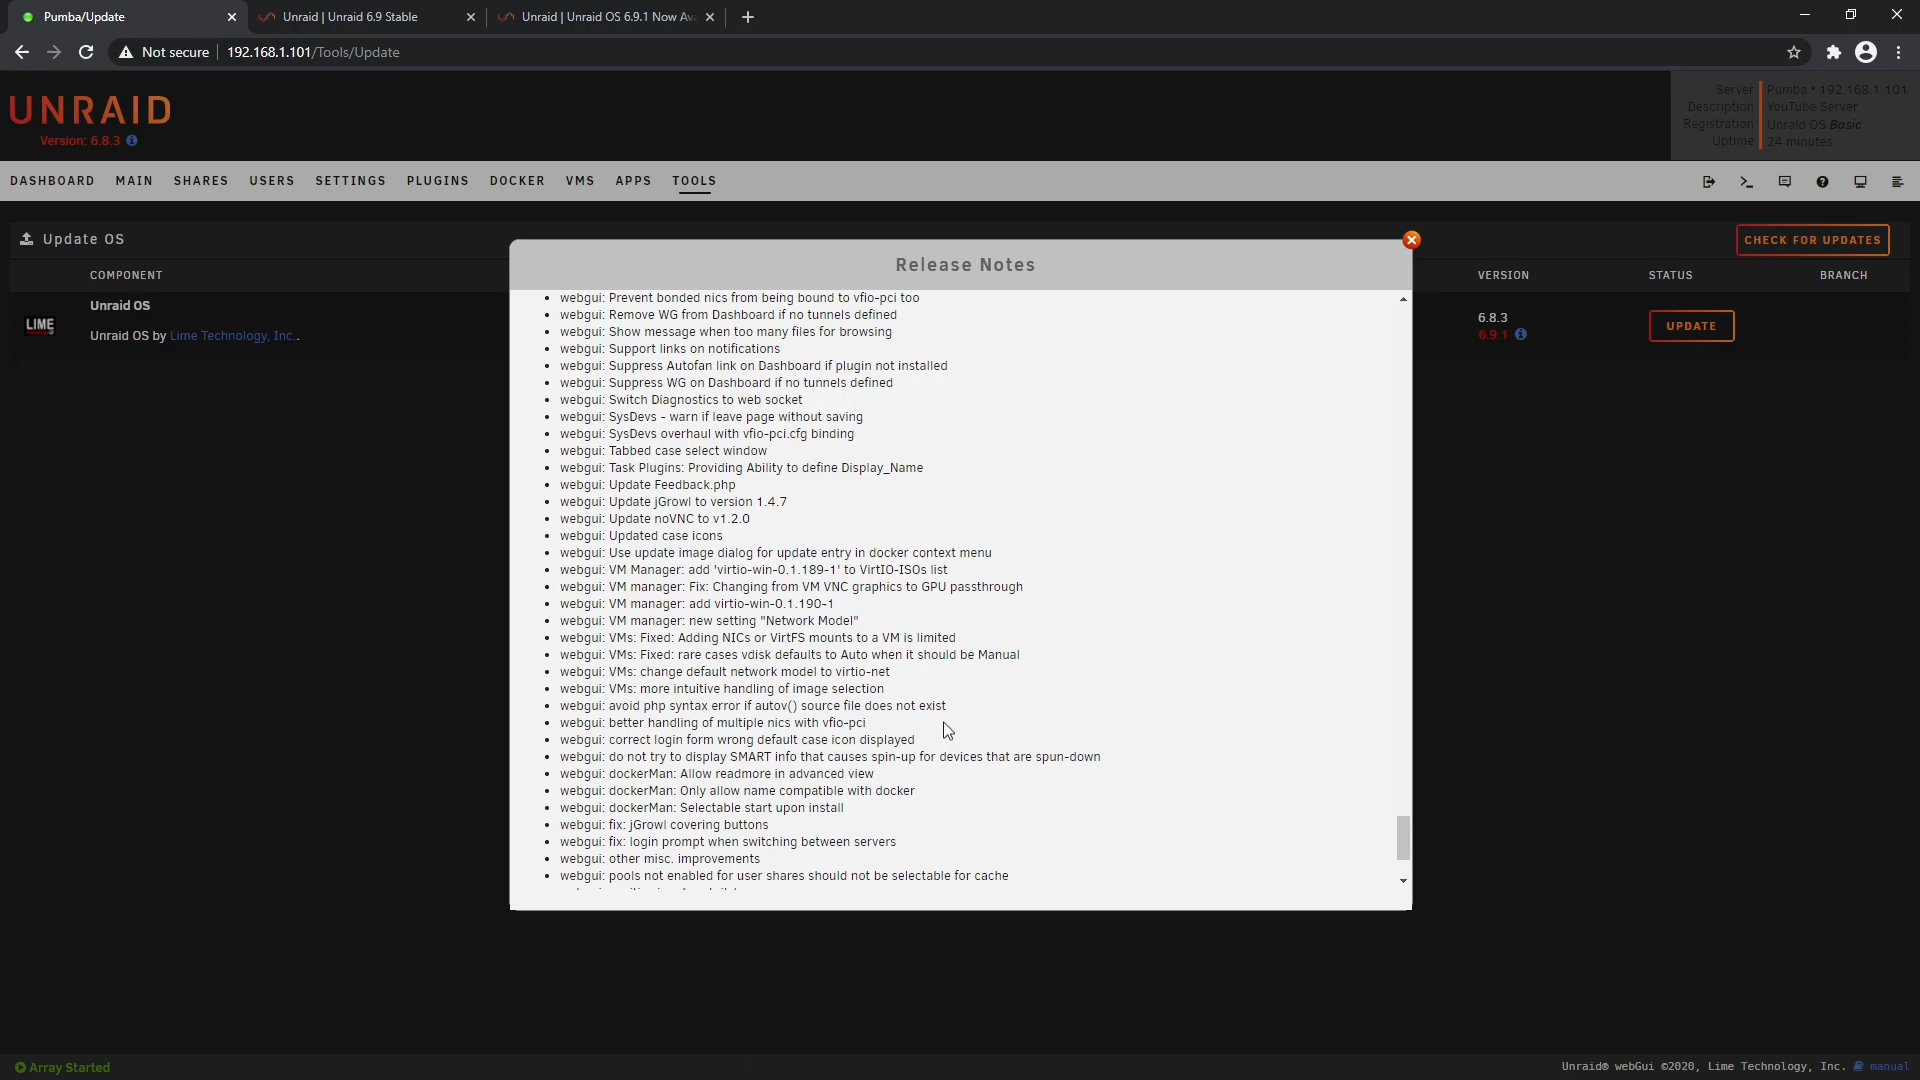 Pumba/Update
Unraid | Unraid 6.9 Stable
Unraid | Unraid OS 6.9.1 Now Av
Not secure
192.168.1.101/Tools/Update
UNRAID
Version: 6.8.3
Server
Pumba • 192.168.1.101
Description
YouTube Server
Registration
Unraid OS Basic
Uptime
24 minutes
DASHBOARD MAIN SHARES USERS SETTINGS PLUGINS DOCKER VMS APPS TOOLS
Update OS
CHECK FOR UPDATES
COMPONENT
VERSION
STATUS
BRANCH
LIME
Unraid OS
Unraid OS by Lime Technology, Inc..
6.8.3
6.9.1
UPDATE
Release Notes
• webgui: Prevent bonded nics from being bound to vfio-pci too
• webgui: Remove WG from Dashboard if no tunnels defined
• webgui: Show message when too many files for browsing
• webgui: Support links on notifications
• webgui: Suppress Autofan link on Dashboard if plugin not installed
• webgui: Suppress WG on Dashboard if no tunnels defined
• webgui: Switch Diagnostics to web socket
• webgui: SysDevs - warn if leave page without saving
• webgui: SysDevs overhaul with vfio-pci.cfg binding
• webgui: Tabbed case select window
• webgui: Task Plugins: Providing Ability to define Display_Name
• webgui: Update Feedback.php
• webgui: Update jGrowl to version 1.4.7
• webgui: Update noVNC to v1.2.0
• webgui: Updated case icons
• webgui: Use update image dialog for update entry in docker context menu
• webgui: VM Manager: add 'virtio-win-0.1.189-1' to VirtIO-ISOs list
• webgui: VM manager: Fix: Changing from VM VNC graphics to GPU passthrough
• webgui: VM manager: add virtio-win-0.1.190-1
• webgui: VM manager: new setting "Network Model"
• webgui: VMs: Fixed: Adding NICs or VirtFS mounts to a VM is limited
• webgui: VMs: Fixed: rare cases vdisk defaults to Auto when it should be Manual
• webgui: VMs: change default network model to virtio-net
• webgui: VMs: more intuitive handling of image selection
• webgui: avoid php syntax error if autov() source file does not exist
• webgui: better handling of multiple nics with vfio-pci
• webgui: correct login form wrong default case icon displayed
• webgui: do not try to display SMART info that causes spin-up for devices that are spun-down
• webgui: dockerMan: Allow readmore in advanced view
• webgui: dockerMan: Only allow name compatible with docker
• webgui: dockerMan: Selectable start upon install
• webgui: fix: jGrowl covering buttons
• webgui: fix: login prompt when switching between servers
• webgui: other misc. improvements
• webgui: pools not enabled for user shares should not be selectable for cache
Array Started
Unraid® webGui ©2020, Lime Technology, Inc. manual